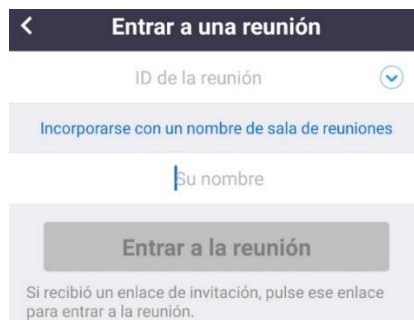 Entrar a una reunión
ID de la reunión
Incorporarse con un nombre de sala de reuniones
Su nombre
Entrar a la reunión
Si recibió un enlace de invitación, pulse ese enlace
para entrar a la reunión.